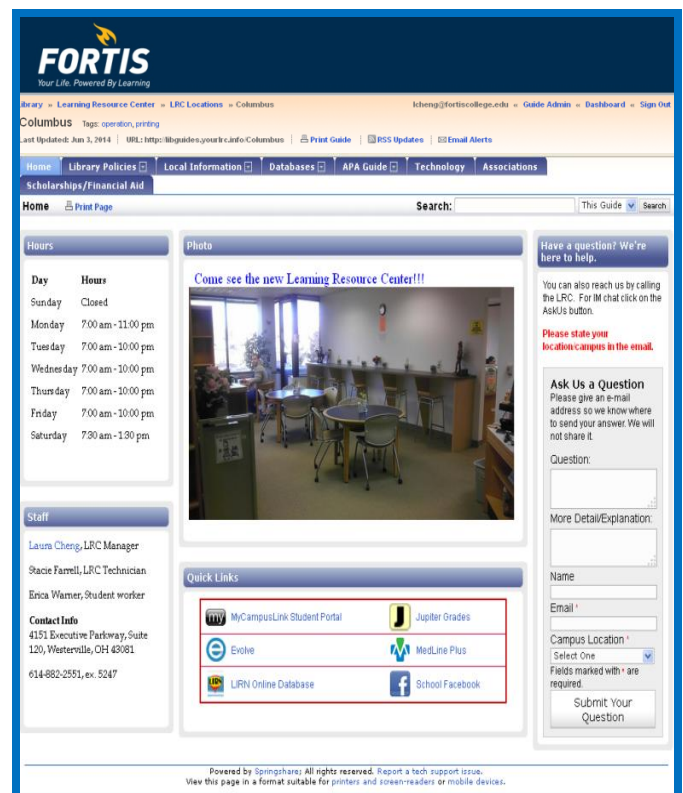 FORTIS
Your Life. Powered By Learning
Library » Learning Resource Center » LRC Locations » Columbus
lcheng@fortiscollege.edu « Guide Admin « Dashboard « Sign Out
Columbus Tags: operation, printing
Last Updated: Jun 3, 2014 | URL: http://libguides.yourlrc.info/Columbus | Print Guide | RSS Updates | Email Alerts
Home Library Policies Local Information Databases APA Guide Technology Associations
Scholarships/Financial Aid
Home Print Page Search: This Guide Search
Hours
Day Hours
Sunday Closed
Monday 7:00 am - 11:00 pm
Tuesday 7:00 am - 10:00 pm
Wednesday 7:00 am - 10:00 pm
Thursday 7:00 am - 10:00 pm
Friday 7:00 am - 10:00 pm
Saturday 7:30 am - 1:30 pm
Staff
Laura Cheng, LRC Manager
Stacie Farrell, LRC Technician
Erica Warner, Student worker
Contact Info
4151 Executive Parkway, Suite
120, Westerville, OH 43081
614-882-2551, ex. 5247
Photo
Come see the new Learning Resource Center!!!
Quick Links
my MyCampusLink Student Portal
J Jupiter Grades
e Evolve
MedLine Plus
LIRN LIRN Online Database
f School Facebook
Have a question? We're
here to help.
You can also reach us by calling
the LRC. For IM chat click on the
AskUs button.
Please state your
location/campus in the email.
Ask Us a Question
Please give an e-mail
address so we know where
to send your answer. We will
not share it.
Question:
More Detail/Explanation:
Name
Email *
Campus Location *
Select One
Fields marked with * are
required.
Submit Your
Question
Powered by Springshare; All rights reserved. Report a tech support issue.
View this page in a format suitable for printers and screen-readers or mobile devices.